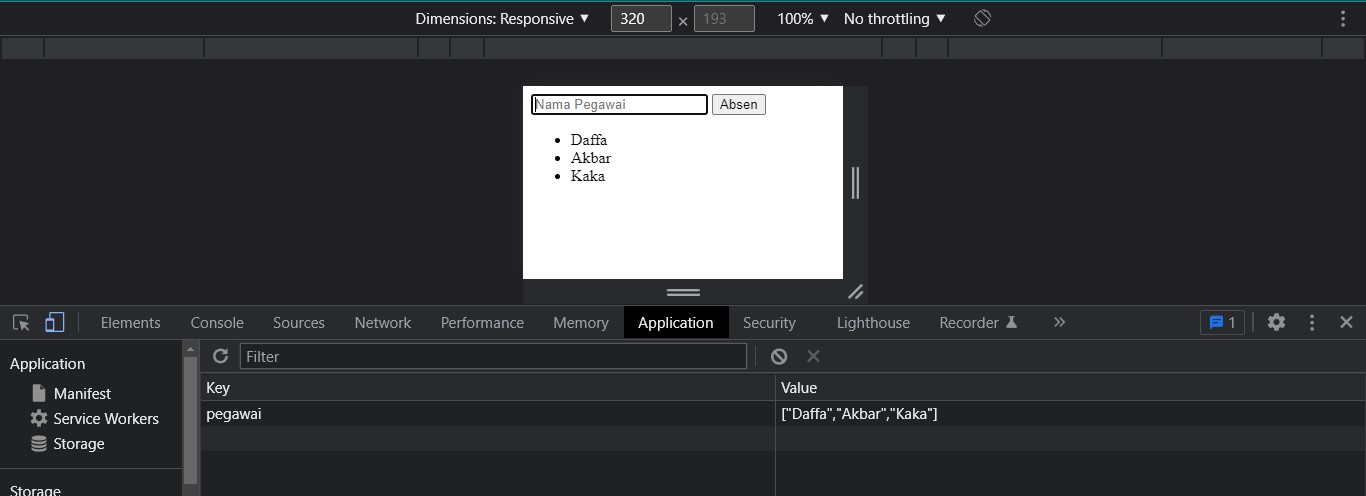 Dimensions: Responsive ▼ 320 × 193 100% ▼ No throttling ▼
Nama Pegawai Absen
• Daffa
• Akbar
• Kaka
Elements Console Sources Network Performance Memory Application Security Lighthouse Recorder » 1
Application
Filter
Key Value
Manifest
pegawai ["Daffa","Akbar","Kaka"]
Service Workers
Storage
Storage